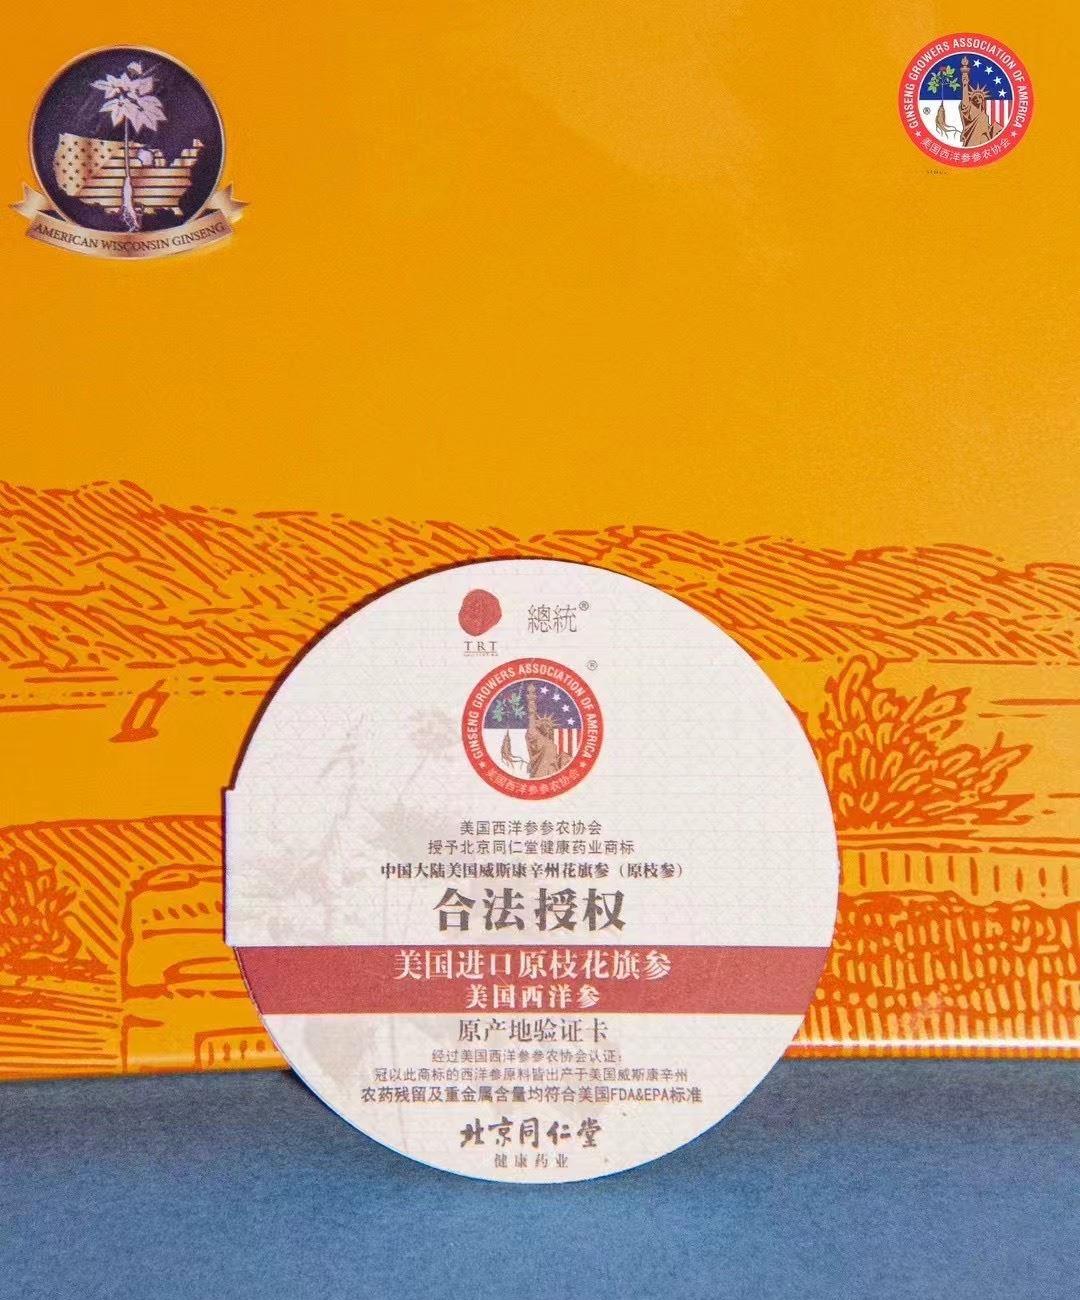 AMERICAN WISCONSIN GINSENG
GINSENG GROWERS ASSOCIATION OF AMERICA
®
美国西洋参参农协会
TRT
總統®
GINSENG GROWERS ASSOCIATION OF AMERICA
®
美国西洋参参农协会
美国西洋参参农协会
授予北京同仁堂健康药业商标
中国大陆美国威斯康辛州花旗参（原枝参）
合法授权
美国进口原枝花旗参
美国西洋参
原产地验证卡
经过美国西洋参参农协会认证：
冠以此商标的西洋参原料皆出产于美国威斯康辛州
农药残留及重金属含量均符合美国FDA&EPA标准
北京同仁堂
健康药业